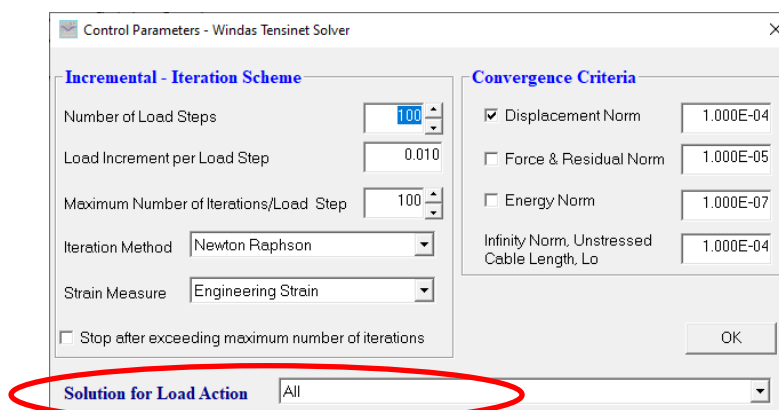 Control Parameters - Windas Tensinet Solver
Incremental - Iteration Scheme
Number of Load Steps 100
Load Increment per Load Step 0.010
Maximum Number of Iterations/Load Step 100
Iteration Method Newton Raphson
Strain Measure Engineering Strain
Stop after exceeding maximum number of iterations
Convergence Criteria
Displacement Norm 1.000E-04
Force & Residual Norm 1.000E-05
Energy Norm 1.000E-07
Infinity Norm, Unstressed
Cable Length, Lo 1.000E-04
OK
Solution for Load Action All